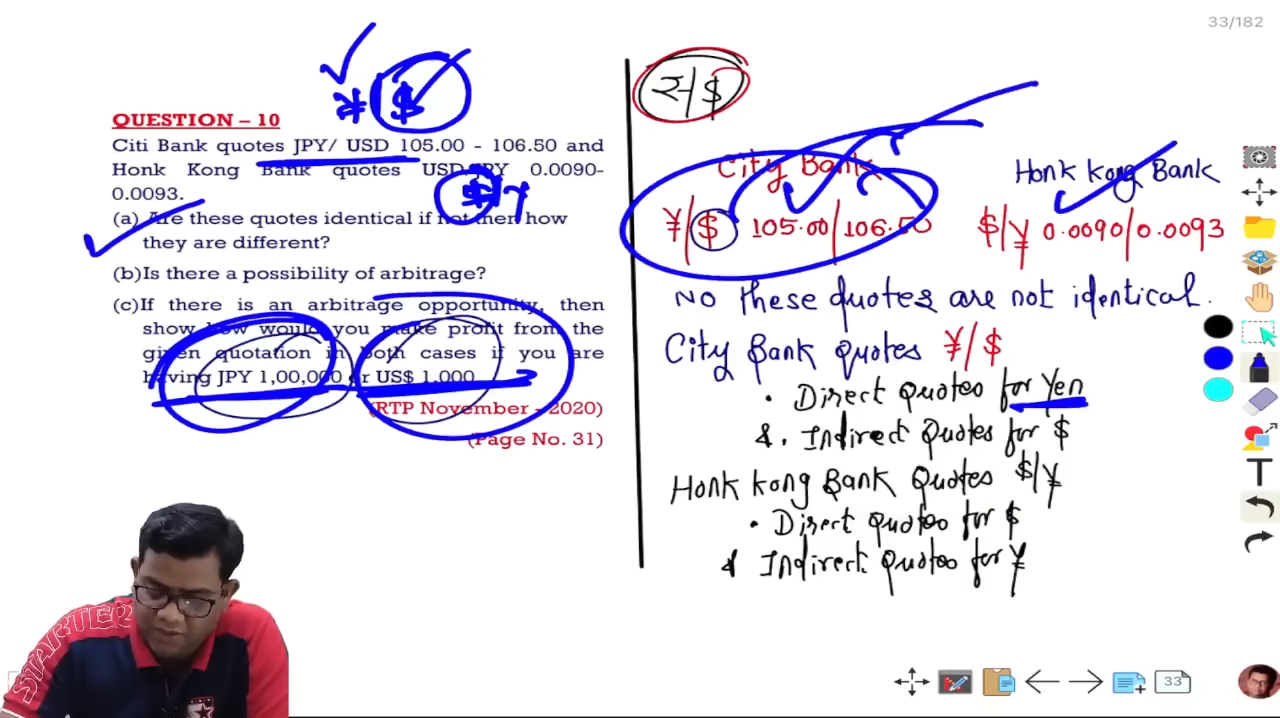 33/182
¥ $
QUESTION – 10
Citi Bank quotes JPY/ USD 105.00 - 106.50 and
Honk Kong Bank quotes USD JPY 0.0090-
0.0093.
$/¥
(a) Are these quotes identical if not then how
they are different?
(b)Is there a possibility of arbitrage?
(c)If there is an arbitrage opportunity, then
show how would you make profit from the
given quotation in both cases if you are
having JPY 1,00,000 or US$ 1,000
(RTP November - 2020)
(Page No. 31)
₹/$
City Bank
¥/$ 105.00/106.50
Honk Kong Bank
$/¥ 0.0090/0.0093
No these quotes are not identical.
City Bank quotes ¥/$
• Direct Quotes for Yen
&. Indirect Quotes for $
Honk Kong Bank Quotes $/¥
• Direct Quotes for $
& Indirect Quotes for ¥
STARTER
T
33